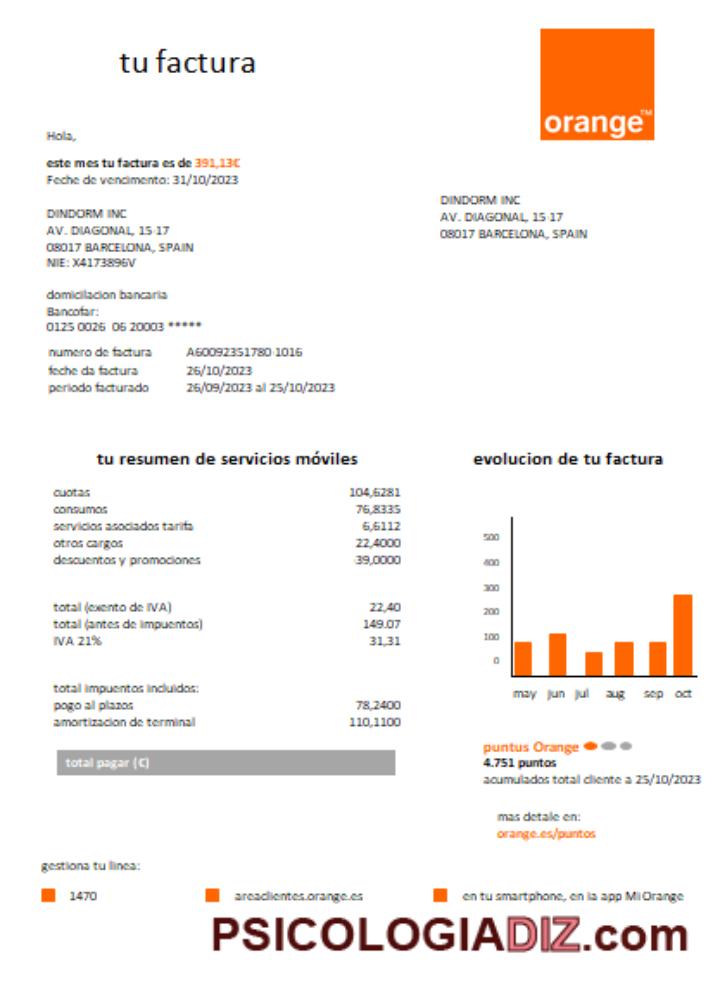 tu factura
orange™
Hola,
este mes tu factura es de 391,13€
Feche de vencimento: 31/10/2023
DINDORM INC
AV. DIAGONAL, 15-17
08017 BARCELONA, SPAIN
DINDORM INC
AV. DIAGONAL, 15-17
08017 BARCELONA, SPAIN
NIE: X4173896V
domicilacion bancaria
Bancofar:
0125 0026 06 20003 *****
numero de factura A60092351780-1016
feche da factura 26/10/2023
periodo facturado 26/09/2023 al 25/10/2023
tu resumen de servicios móviles
cuotas 104,6281
consumos 76,8335
servicios asociados tarifa 6,6112
otros cargos 22,4000
descuentos y promociones -39,0000
total (exento de IVA) 22,40
total (antes de impuentos) 149.07
IVA 21% 31,31
total impuentos incluidos:
pogo al plazos 78,2400
amortizacion de terminal 110,1100
total pagar (€)
evolucion de tu factura
500
400
300
200
100
0
may jun jul aug sep oct
puntus Orange
4.751 puntos
acumulados total cliente a 25/10/2023
mas detale en:
orange.es/puntos
gestiona tu linea:
1470 areaclientes.orange.es en tu smartphone, en la app Mi Orange
PSICOLOGIADIZ.com